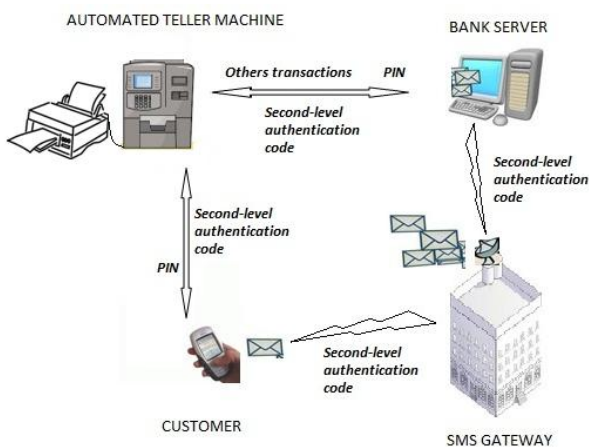 AUTOMATED TELLER MACHINE
BANK SERVER
Others transactions
PIN
Second-level
authentication
code
Second-level
authentication
code
Second-level
authentication
code
PIN
Second-level
authentication
code
CUSTOMER
SMS GATEWAY